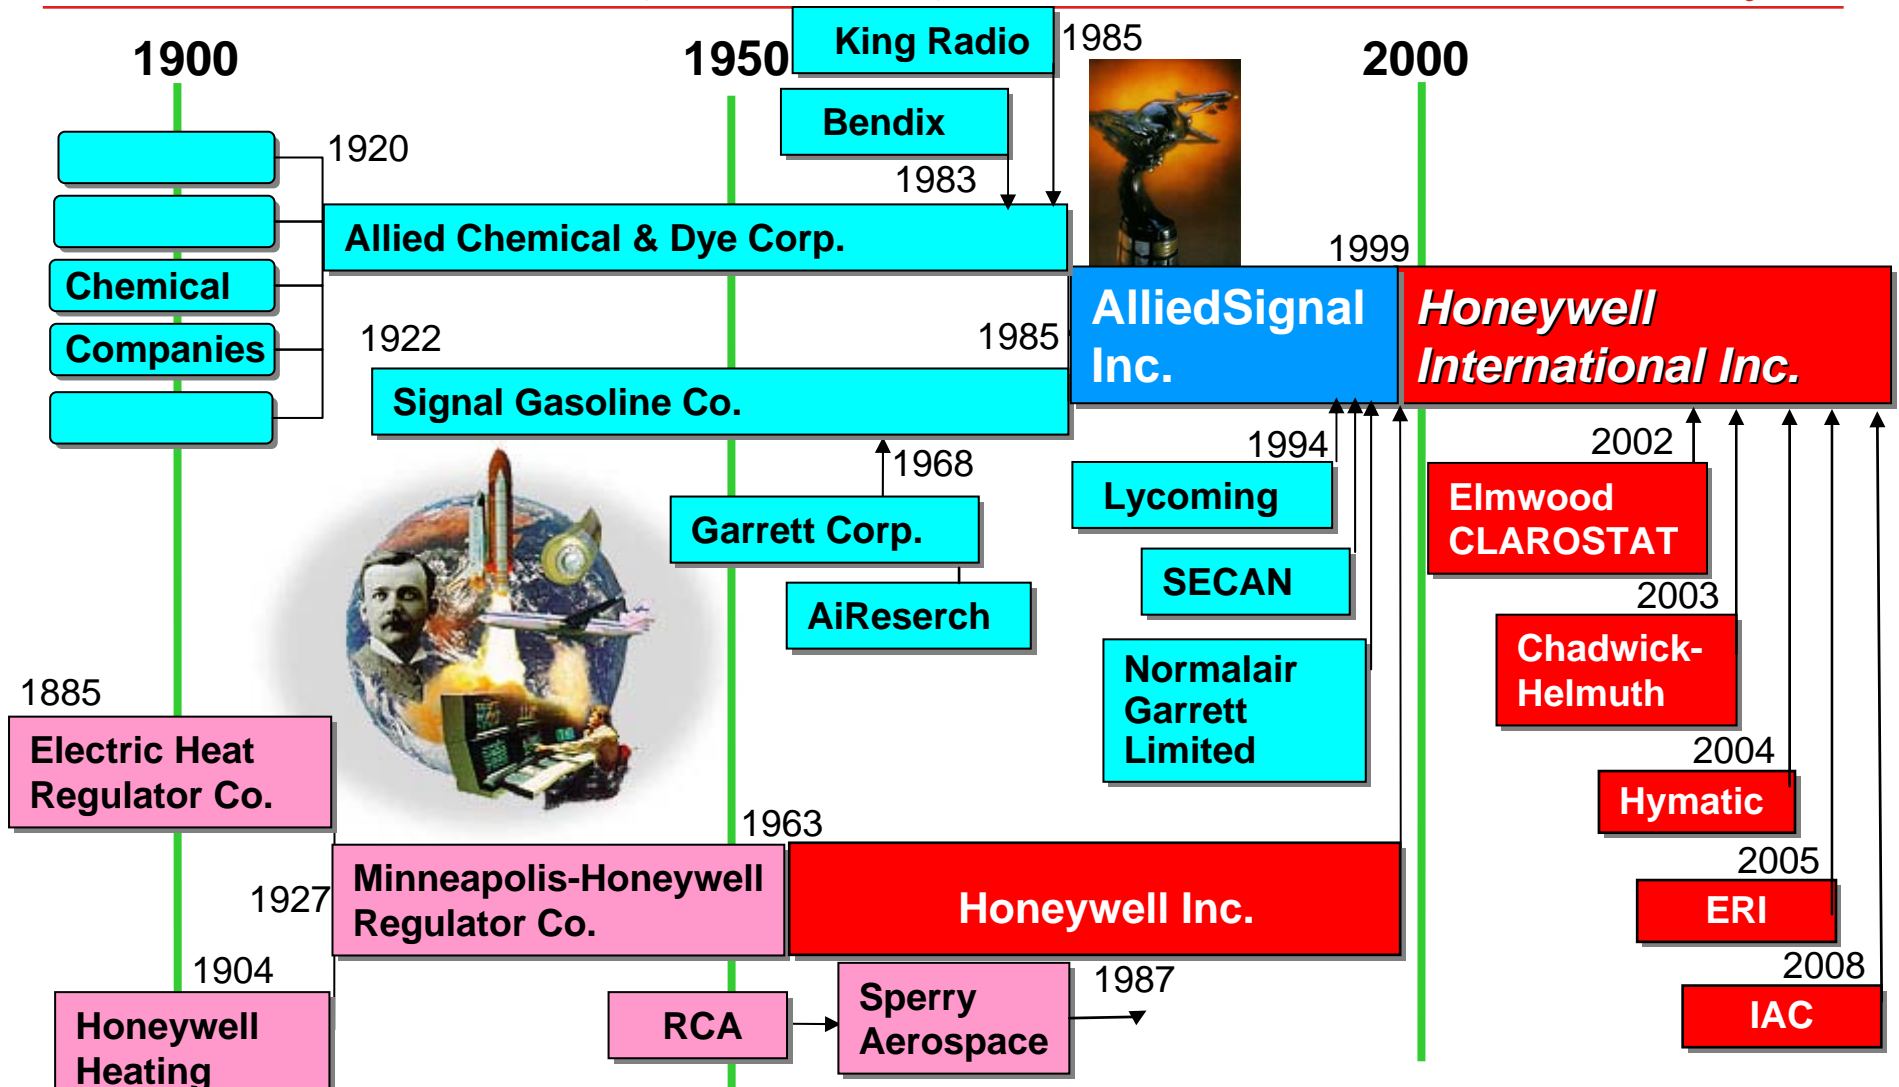 1900
1950
2000
King Radio
1985
Bendix
1983
1920
Allied Chemical & Dye Corp.
Chemical
Companies
1922
1985
Signal Gasoline Co.
1968
Garrett Corp.
AiReserch
AlliedSignal
Inc.
1999
Honeywell
International Inc.
1994
Lycoming
SECAN
Normalair
Garrett
Limited
2002
Elmwood
CLAROSTAT
2003
Chadwick-
Helmuth
2004
Hymatic
2005
ERI
2008
IAC
1885
Electric Heat
Regulator Co.
1927
Minneapolis-Honeywell
Regulator Co.
1963
Honeywell Inc.
1904
Honeywell
Heating
RCA
Sperry
Aerospace
1987